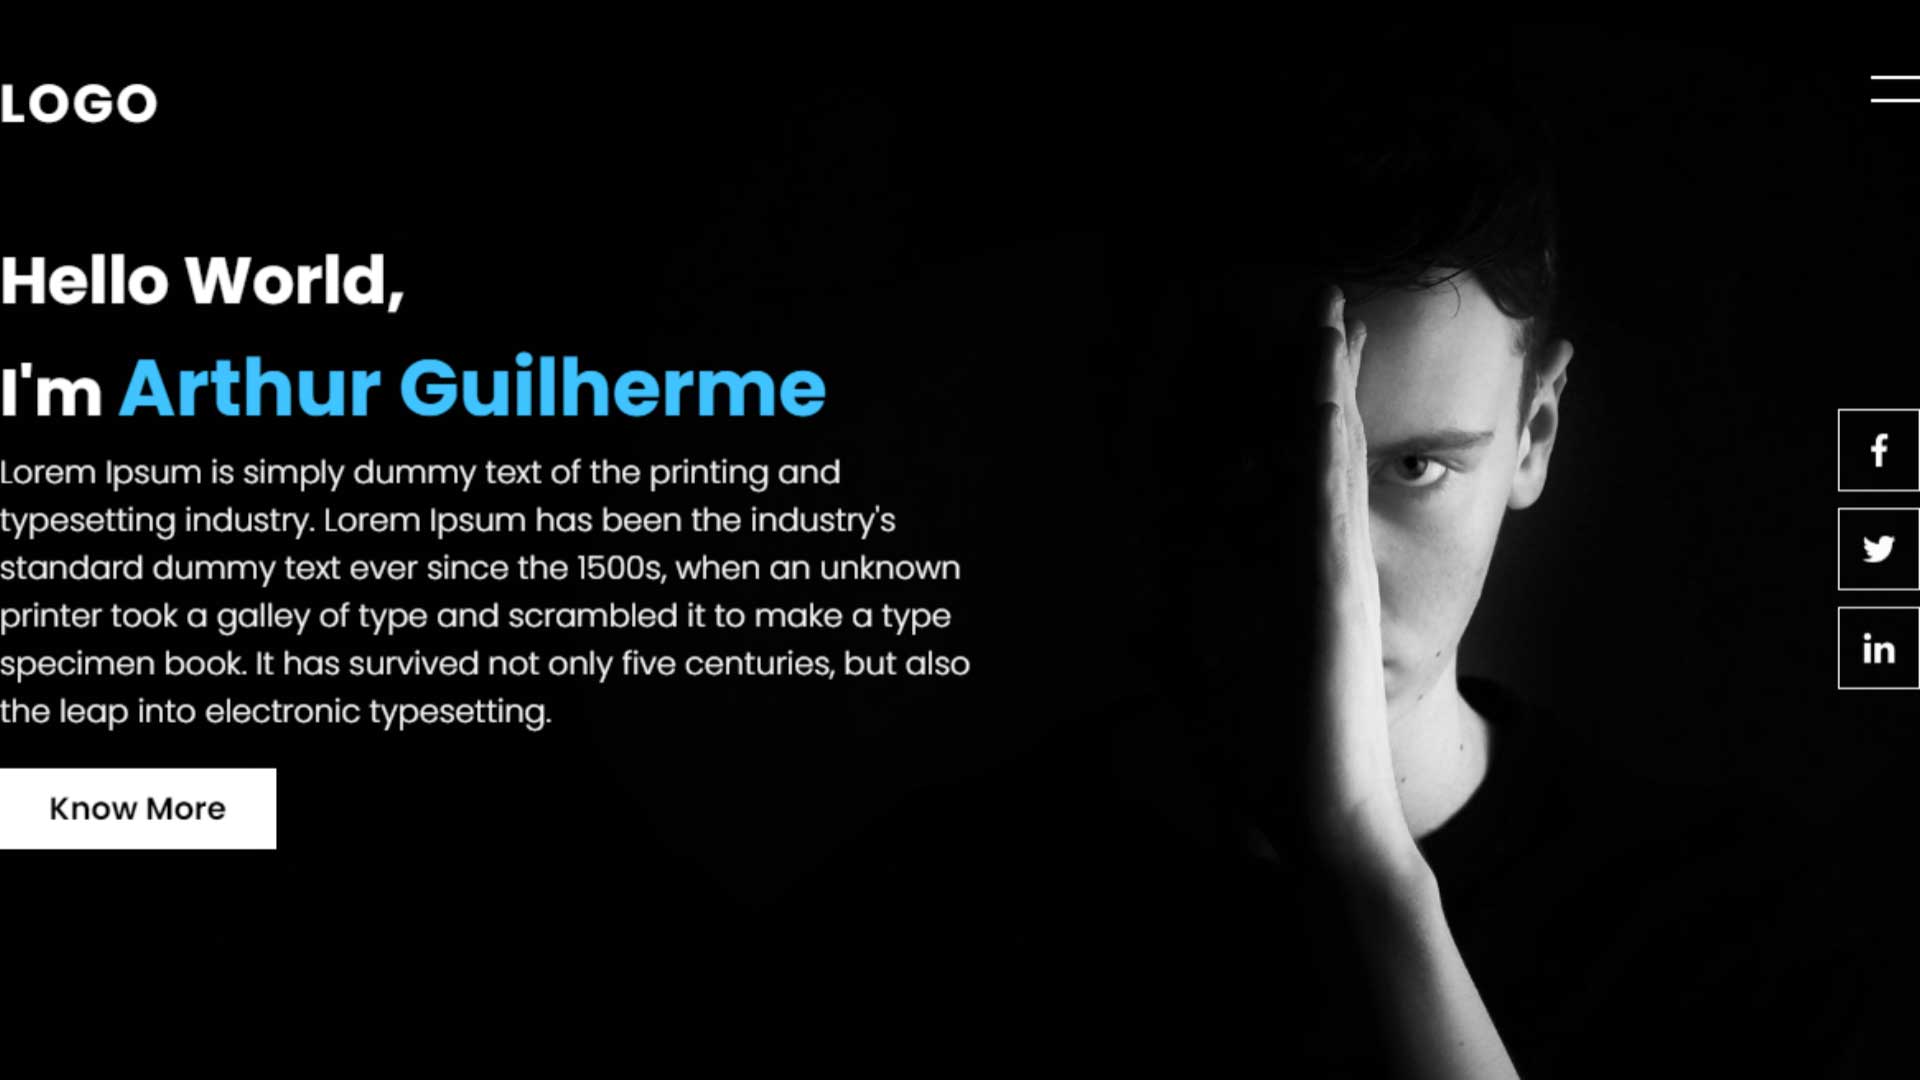 LOGO
Hello World,
I'm Arthur Guilherme
Lorem Ipsum is simply dummy text of the printing and
typesetting industry. Lorem Ipsum has been the industry's
standard dummy text ever since the 1500s, when an unknown
printer took a galley of type and scrambled it to make a type
specimen book. It has survived not only five centuries, but also
the leap into electronic typesetting.
Know More
f
in